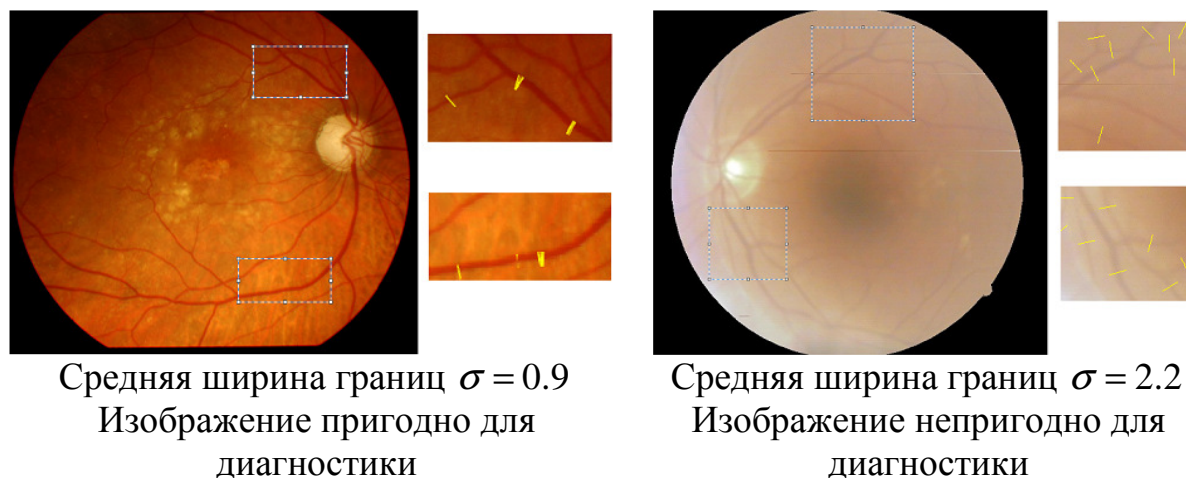 Средняя ширина границ σ = 0.9
Изображение пригодно для
диагностики
Средняя ширина границ σ = 2.2
Изображение непригодно для
диагностики